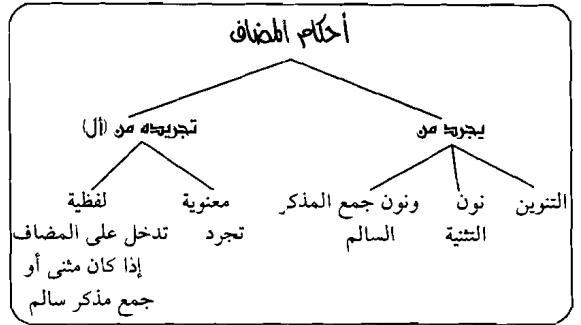 أحكام المضاف
يجرد من
تجريده من (أل)
التنوين
نون
التثنية
ونون جمع المذكر
السالم
معنوية
تجرد
لفظية
تدخل على المضاف
إذا كان مثنى أو
جمع مذكر سالم